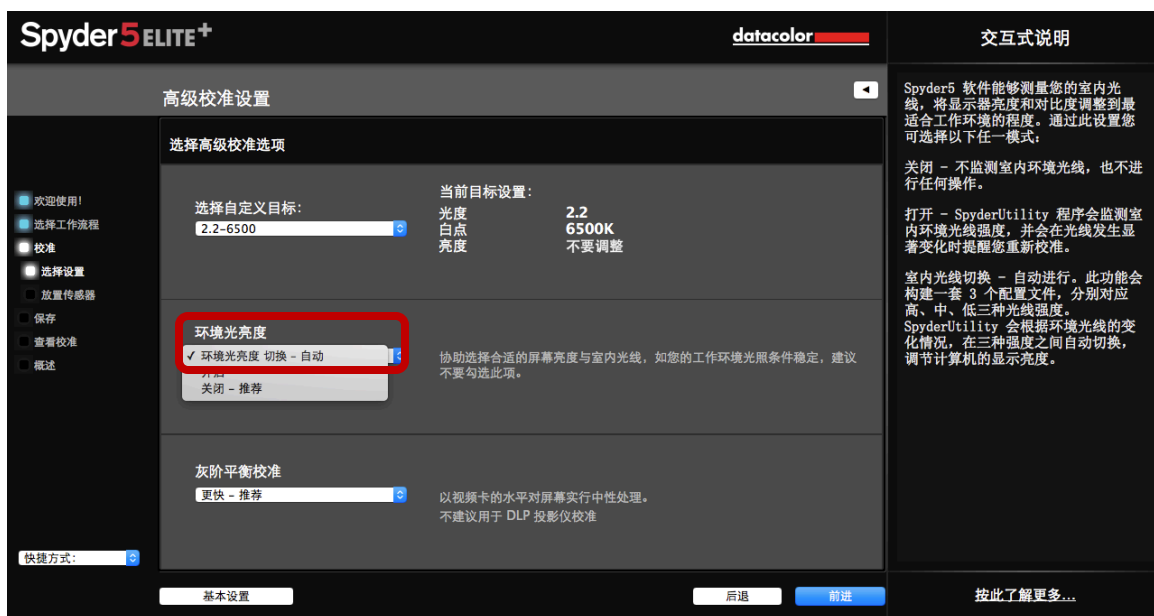 Spyder5ELITE+
datacolor
交互式说明
高级校准设置
选择高级校准选项
欢迎使用!
选择工作流程
校准
选择设置
放置传感器
保存
查看校准
概述
快捷方式:
选择自定义目标:
2.2-6500
当前目标设置:
光度 2.2
白点 6500K
亮度 不要调整
环境光亮度
✓ 环境光亮度 切换 – 自动
关闭 – 推荐
协助选择合适的屏幕亮度与室内光线, 如您的工作环境光照条件稳定, 建议
不要勾选此项。
灰阶平衡校准
更快 – 推荐
以视频卡的水平对屏幕实行中性处理。
不建议用于 DLP 投影仪校准
基本设置
后退
前进
Spyder5 软件能够测量您的室内光
线, 将显示器亮度和对比度调整到最
适合工作环境的程度。通过此设置您
可选择以下任一模式:
关闭 – 不监测室内环境光线, 也不进
行任何操作。
打开 – SpyderUtility 程序会监测室
内环境光线强度, 并会在光线发生显
著变化时提醒您重新校准。
室内光线切换 – 自动进行。此功能会
构建一套 3 个配置文件, 分别对应
高、中、低三种光线强度。
SpyderUtility 会根据环境光线的变
化情况, 在三种强度之间自动切换,
调节计算机的显示亮度。
按此了解更多...